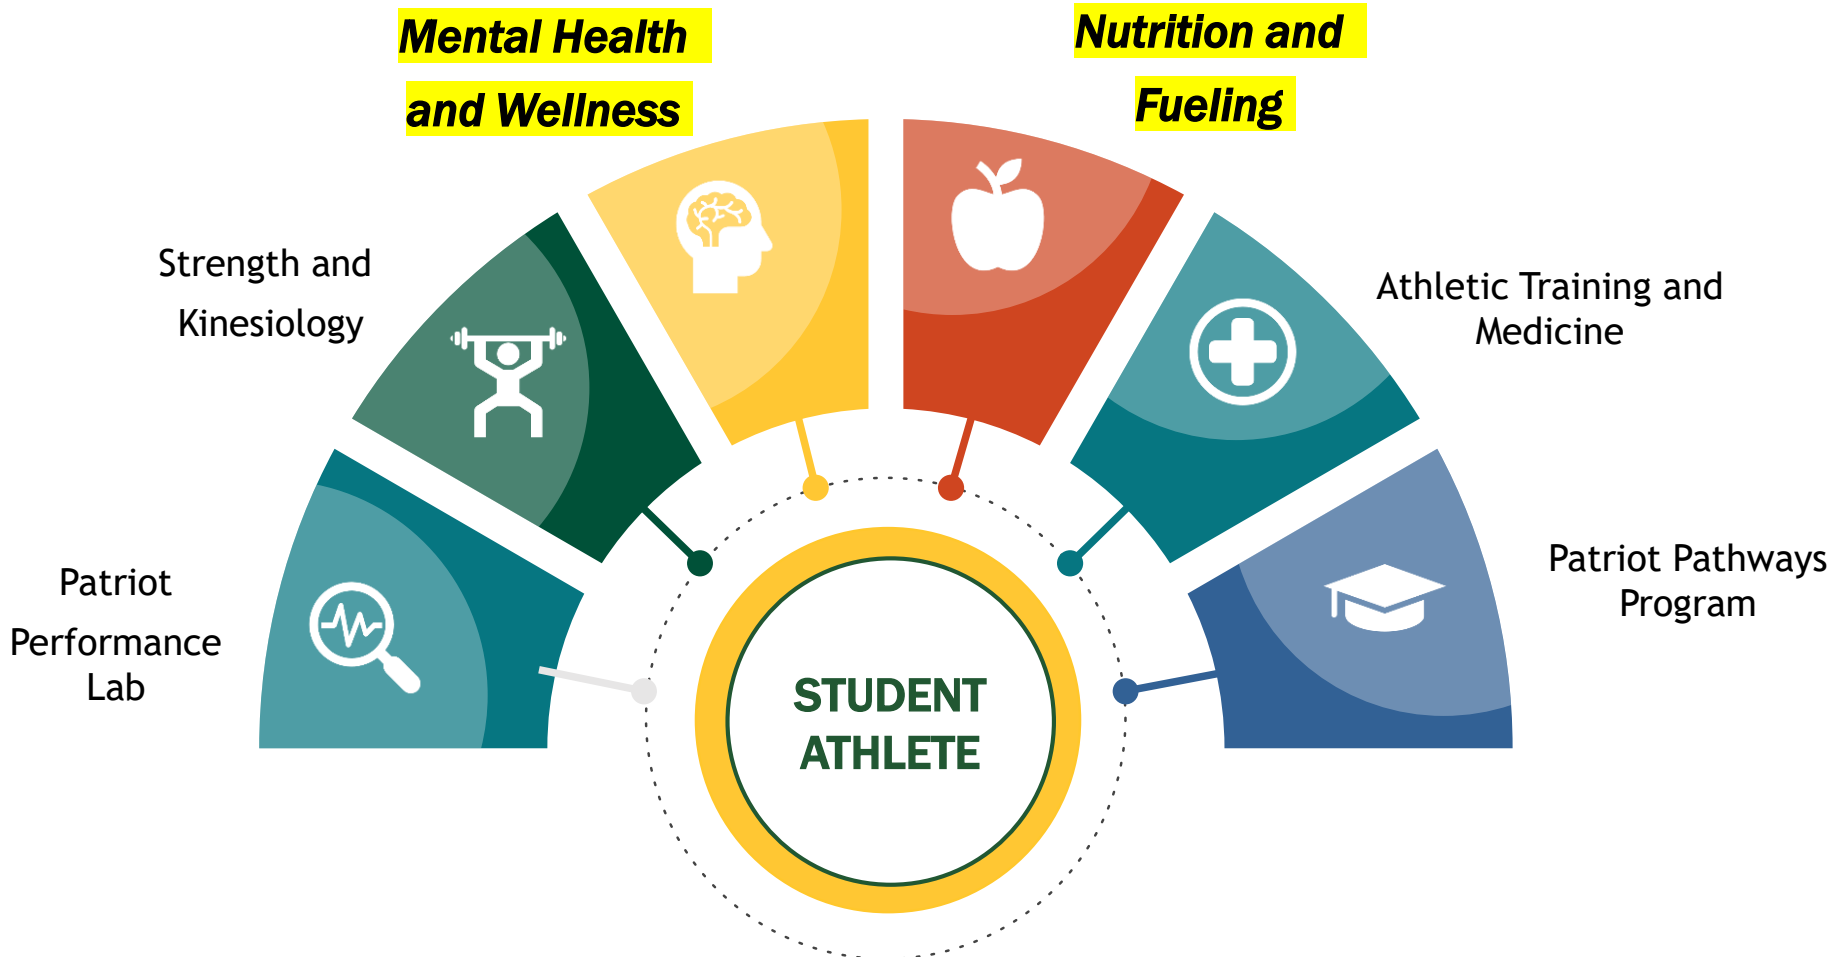 Mental Health
and Wellness
Nutrition and
Fueling
Strength and
Kinesiology
Athletic Training and
Medicine
Patriot
Performance
Lab
Patriot Pathways
Program
STUDENT
ATHLETE